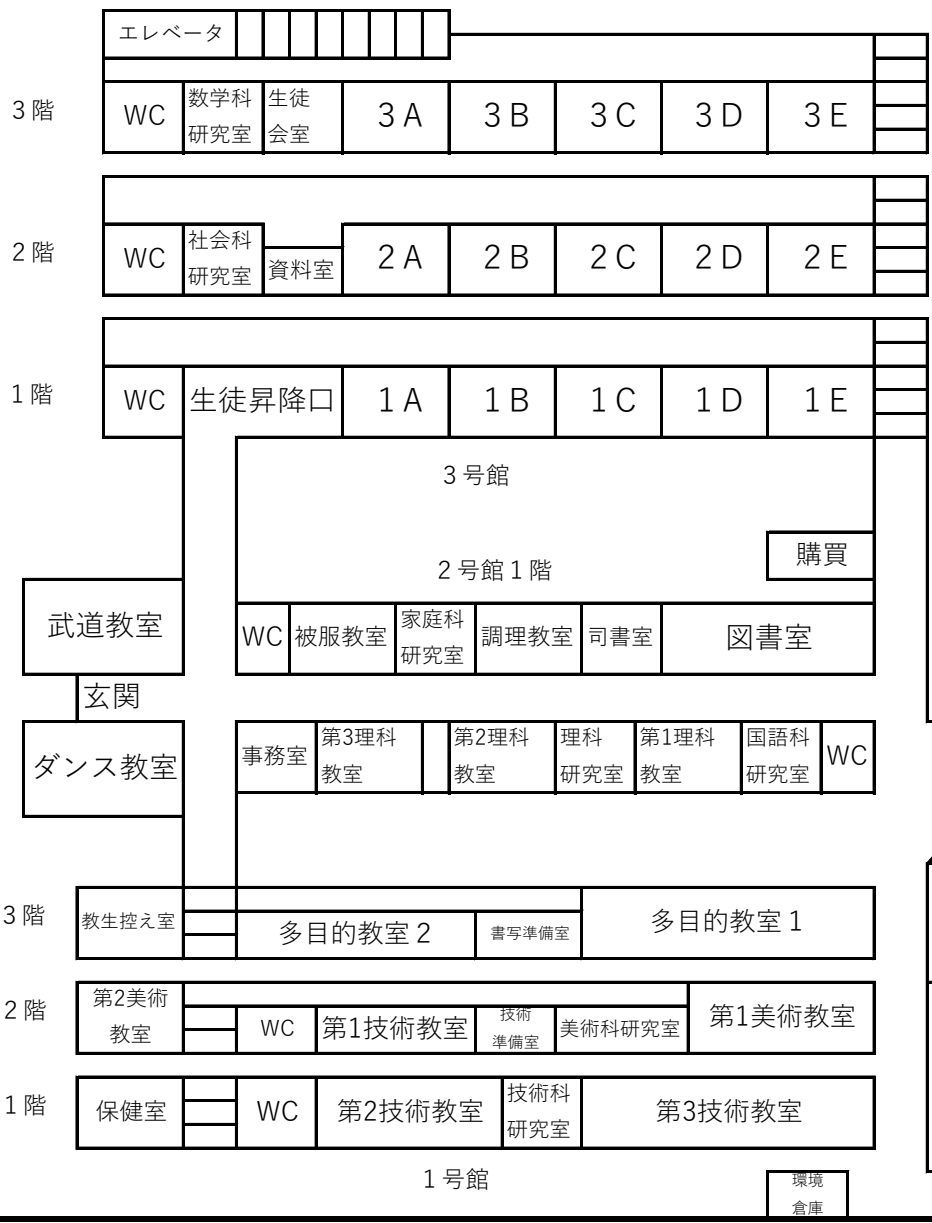 エレベータ
3階
WC
数学科
研究室
生徒
会室
3A
3B
3C
3D
3E
2階
WC
社会科
研究室
資料室
2A
2B
2C
2D
2E
1階
WC
生徒昇降口
1A
1B
1C
1D
1E
3号館
2号館1階
購買
武道教室
WC
被服教室
家庭科
研究室
調理教室
司書室
図書室
玄関
ダンス教室
事務室
第3理科
教室
第2理科
教室
理科
研究室
第1理科
教室
国語科
研究室
WC
3階
教生控え室
多目的教室2
書写準備室
多目的教室1
2階
第2美術
教室
WC
第1技術教室
技術
準備室
美術科研究室
第1美術教室
1階
保健室
WC
第2技術教室
技術科
研究室
第3技術教室
1号館
環境
倉庫